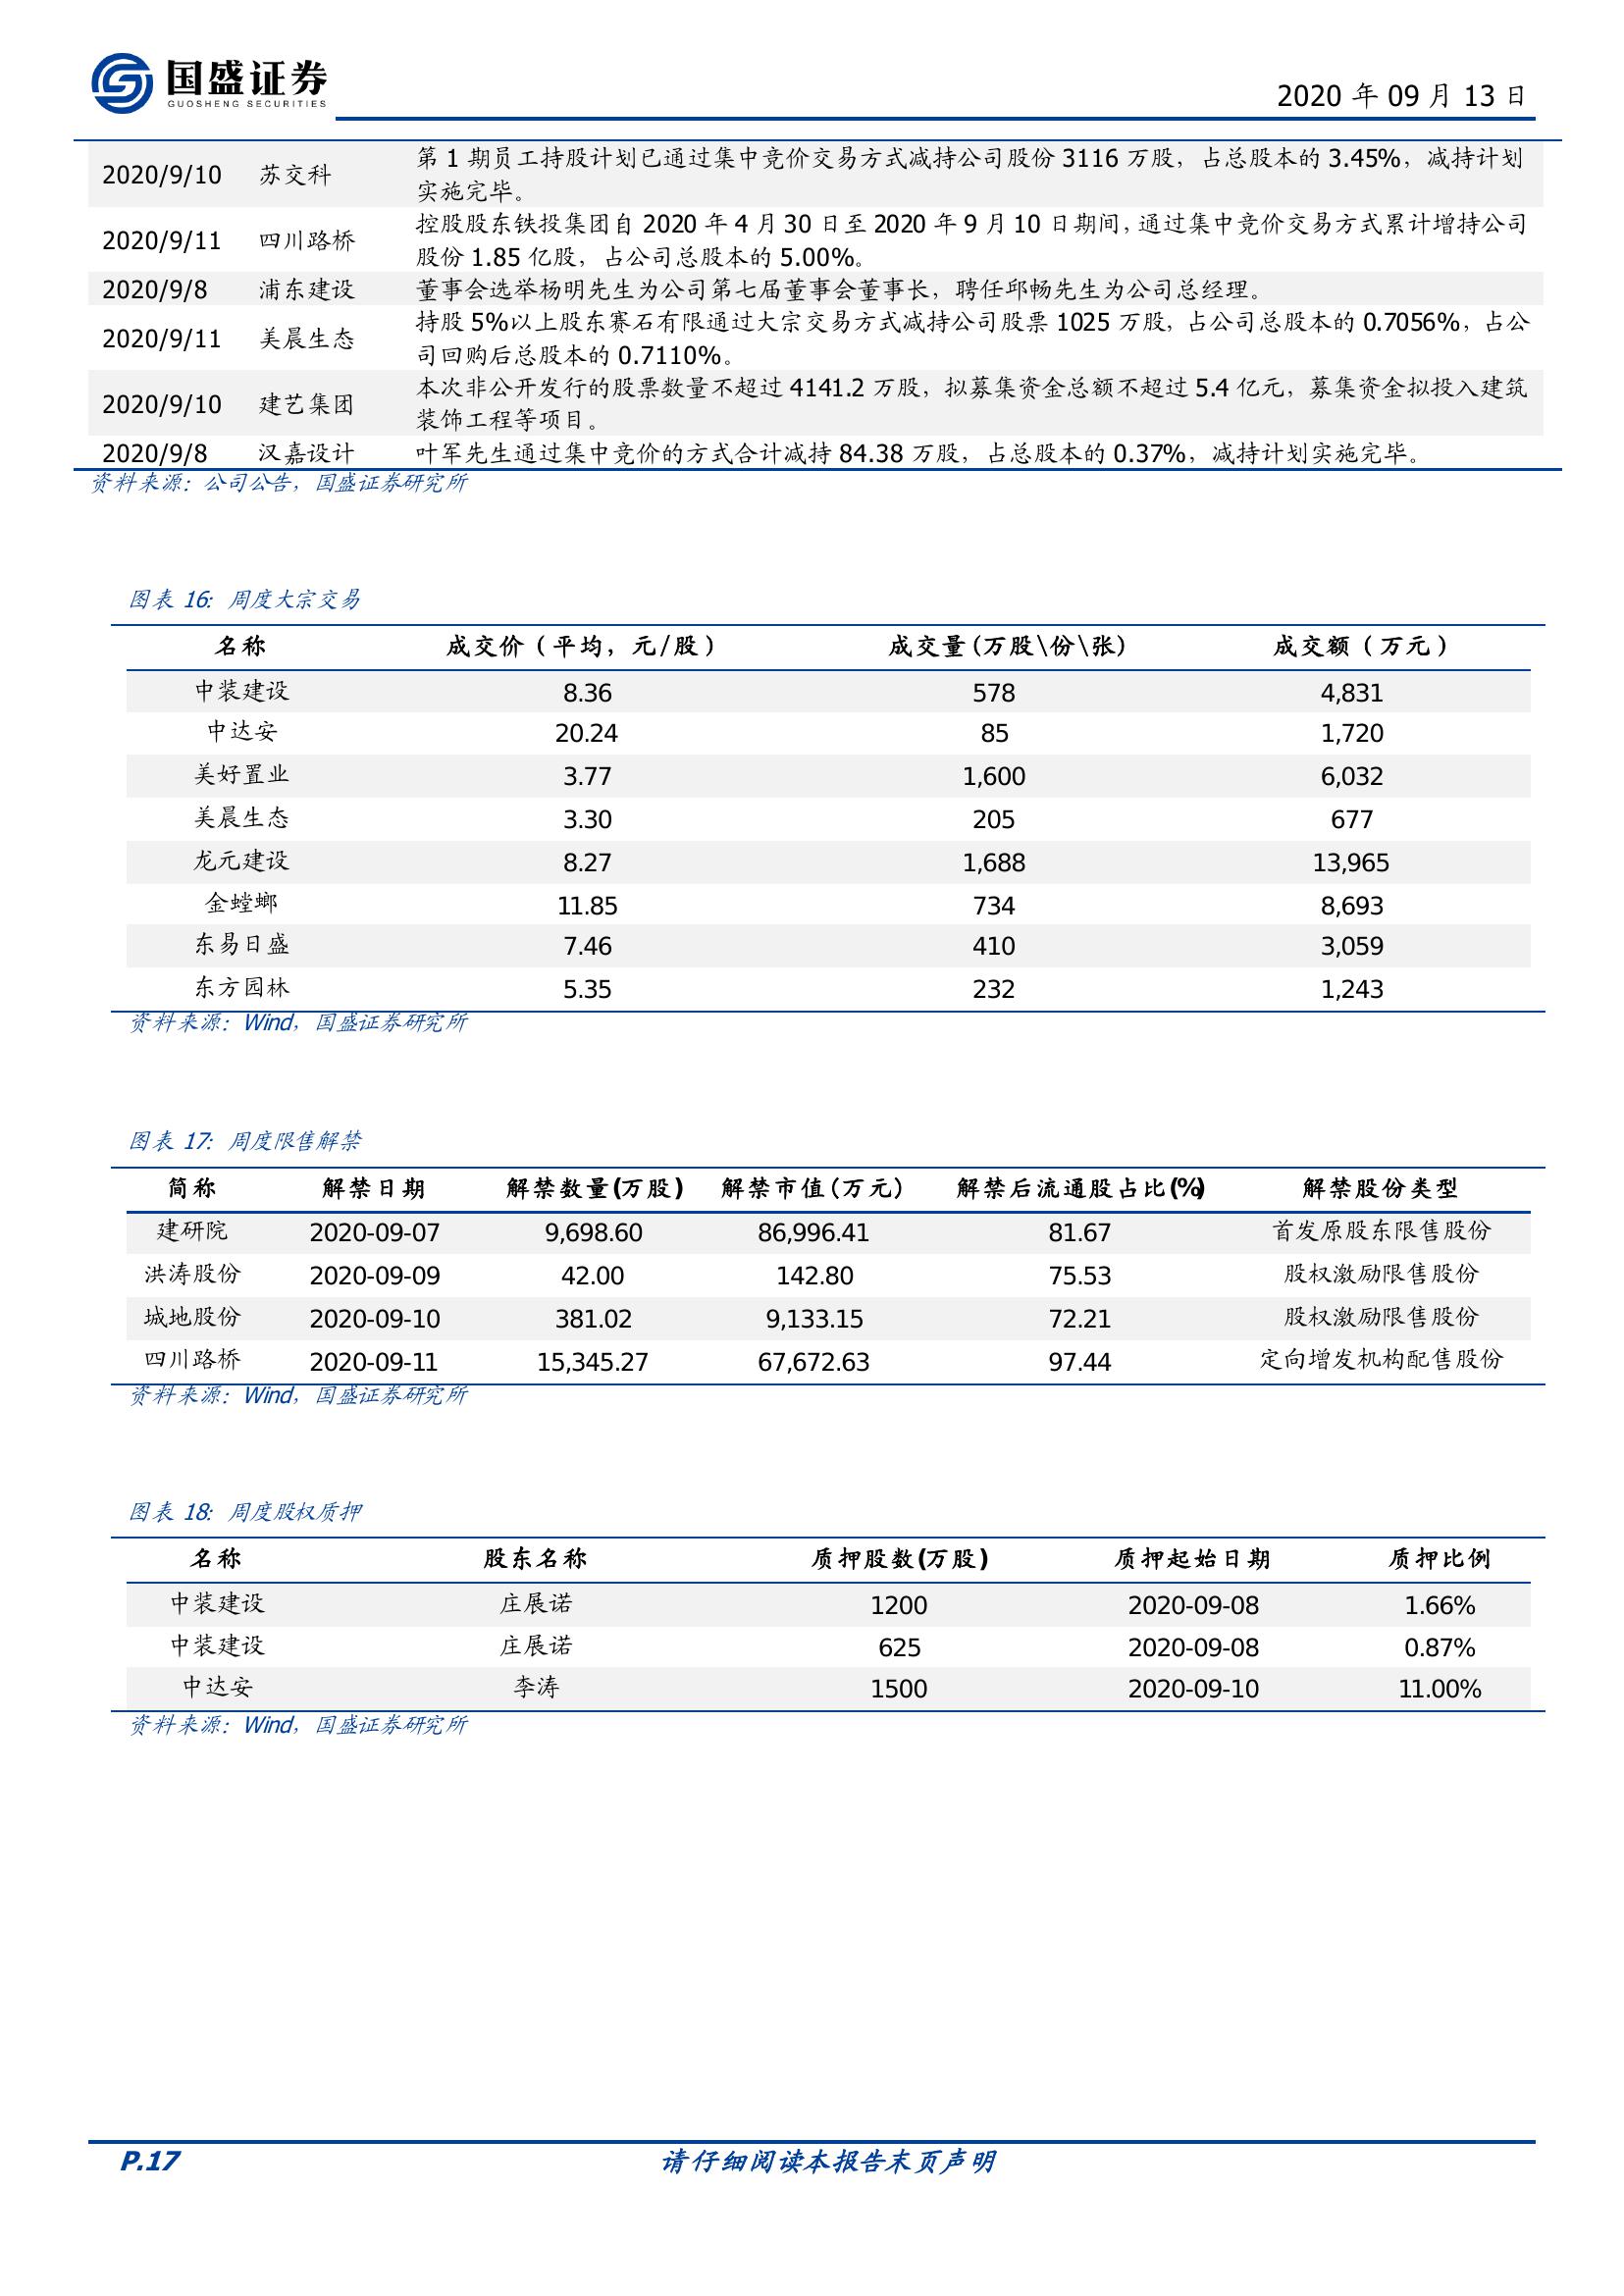 国盛证券
GUOSHENG SECURITIES
2020 年 09 月 13 日
2020/9/10 苏交科 第 1 期员工持股计划已通过集中竞价交易方式减持公司股份 3116 万股，占总股本的 3.45%，减持计划
实施完毕。
2020/9/11 四川路桥 控股股东铁投集团自 2020 年 4 月 30 日至 2020 年 9 月 10 日期间，通过集中竞价交易方式累计增持公司
股份 1.85 亿股，占公司总股本的 5.00%。
2020/9/8 浦东建设 董事会选举杨明先生为公司第七届董事会董事长，聘任邱畅先生为公司总经理。
2020/9/11 美晨生态 持股 5%以上股东赛石有限通过大宗交易方式减持公司股票 1025 万股，占公司总股本的 0.7056%，占公
司回购后总股本的 0.7110%。
2020/9/10 建艺集团 本次非公开发行的股票数量不超过 4141.2 万股，拟募集资金总额不超过 5.4 亿元，募集资金拟投入建筑
装饰工程等项目。
2020/9/8 汉嘉设计 叶军先生通过集中竞价的方式合计减持 84.38 万股，占总股本的 0.37%，减持计划实施完毕。
资料来源：公司公告，国盛证券研究所
图表 16：周度大宗交易
名称 成交价（平均，元/股） 成交量(万股\份\张) 成交额（万元）
中装建设 8.36 578 4,831
中达安 20.24 85 1,720
美好置业 3.77 1,600 6,032
美晨生态 3.30 205 677
龙元建设 8.27 1,688 13,965
金螳螂 11.85 734 8,693
东易日盛 7.46 410 3,059
东方园林 5.35 232 1,243
资料来源：Wind，国盛证券研究所
图表 17：周度限售解禁
简称 解禁日期 解禁数量(万股) 解禁市值(万元) 解禁后流通股占比(%) 解禁股份类型
建研院 2020-09-07 9,698.60 86,996.41 81.67 首发原股东限售股份
洪涛股份 2020-09-09 42.00 142.80 75.53 股权激励限售股份
城地股份 2020-09-10 381.02 9,133.15 72.21 股权激励限售股份
四川路桥 2020-09-11 15,345.27 67,672.63 97.44 定向增发机构配售股份
资料来源：Wind，国盛证券研究所
图表 18：周度股权质押
名称 股东名称 质押股数(万股) 质押起始日期 质押比例
中装建设 庄展诺 1200 2020-09-08 1.66%
中装建设 庄展诺 625 2020-09-08 0.87%
中达安 李涛 1500 2020-09-10 11.00%
资料来源：Wind，国盛证券研究所
P.17 请仔细阅读本报告末页声明